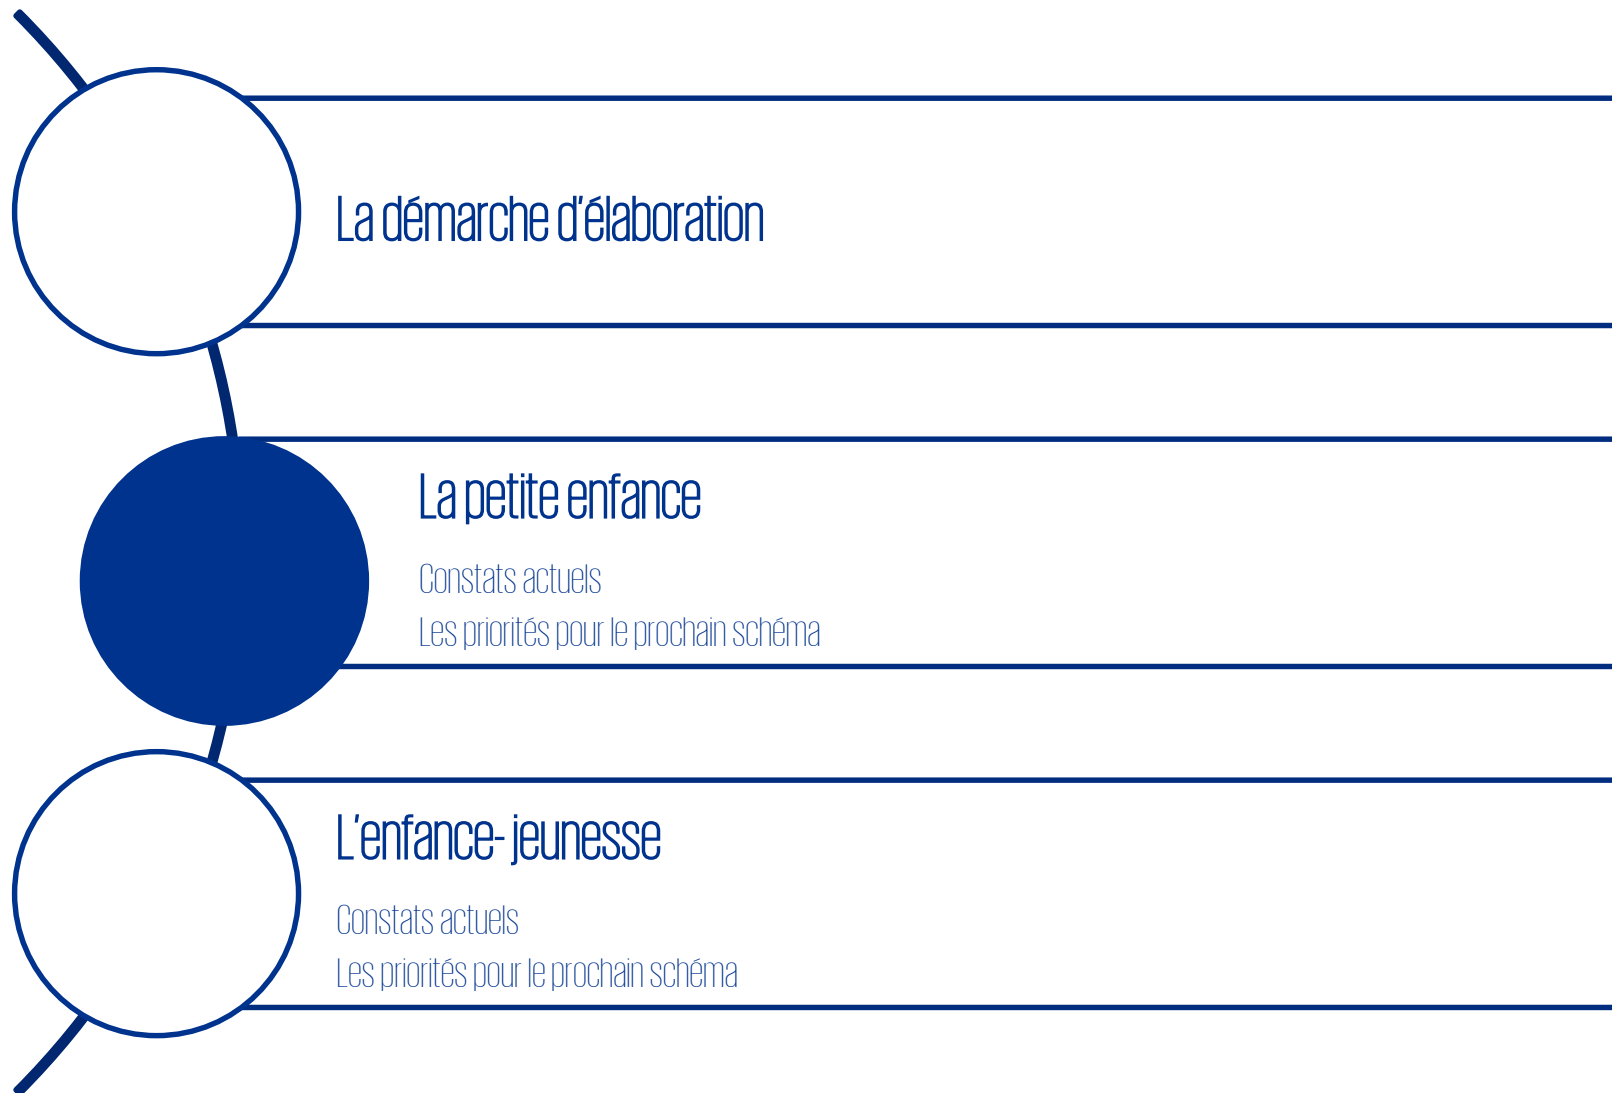 La démarche d’élaboration
La petite enfance
Constats actuels
Les priorités pour le prochain schéma
L’enfance- jeunesse
Constats actuels
Les priorités pour le prochain schéma